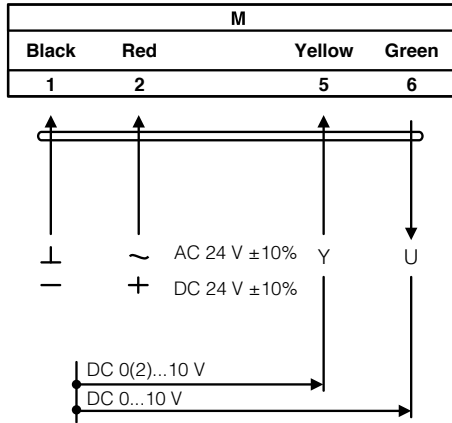 M
Black Red Yellow Green
1 2 5 6
⊥ ~ AC 24 V ±10% Y U
− + DC 24 V ±10%
DC 0(2)...10 V
DC 0...10 V